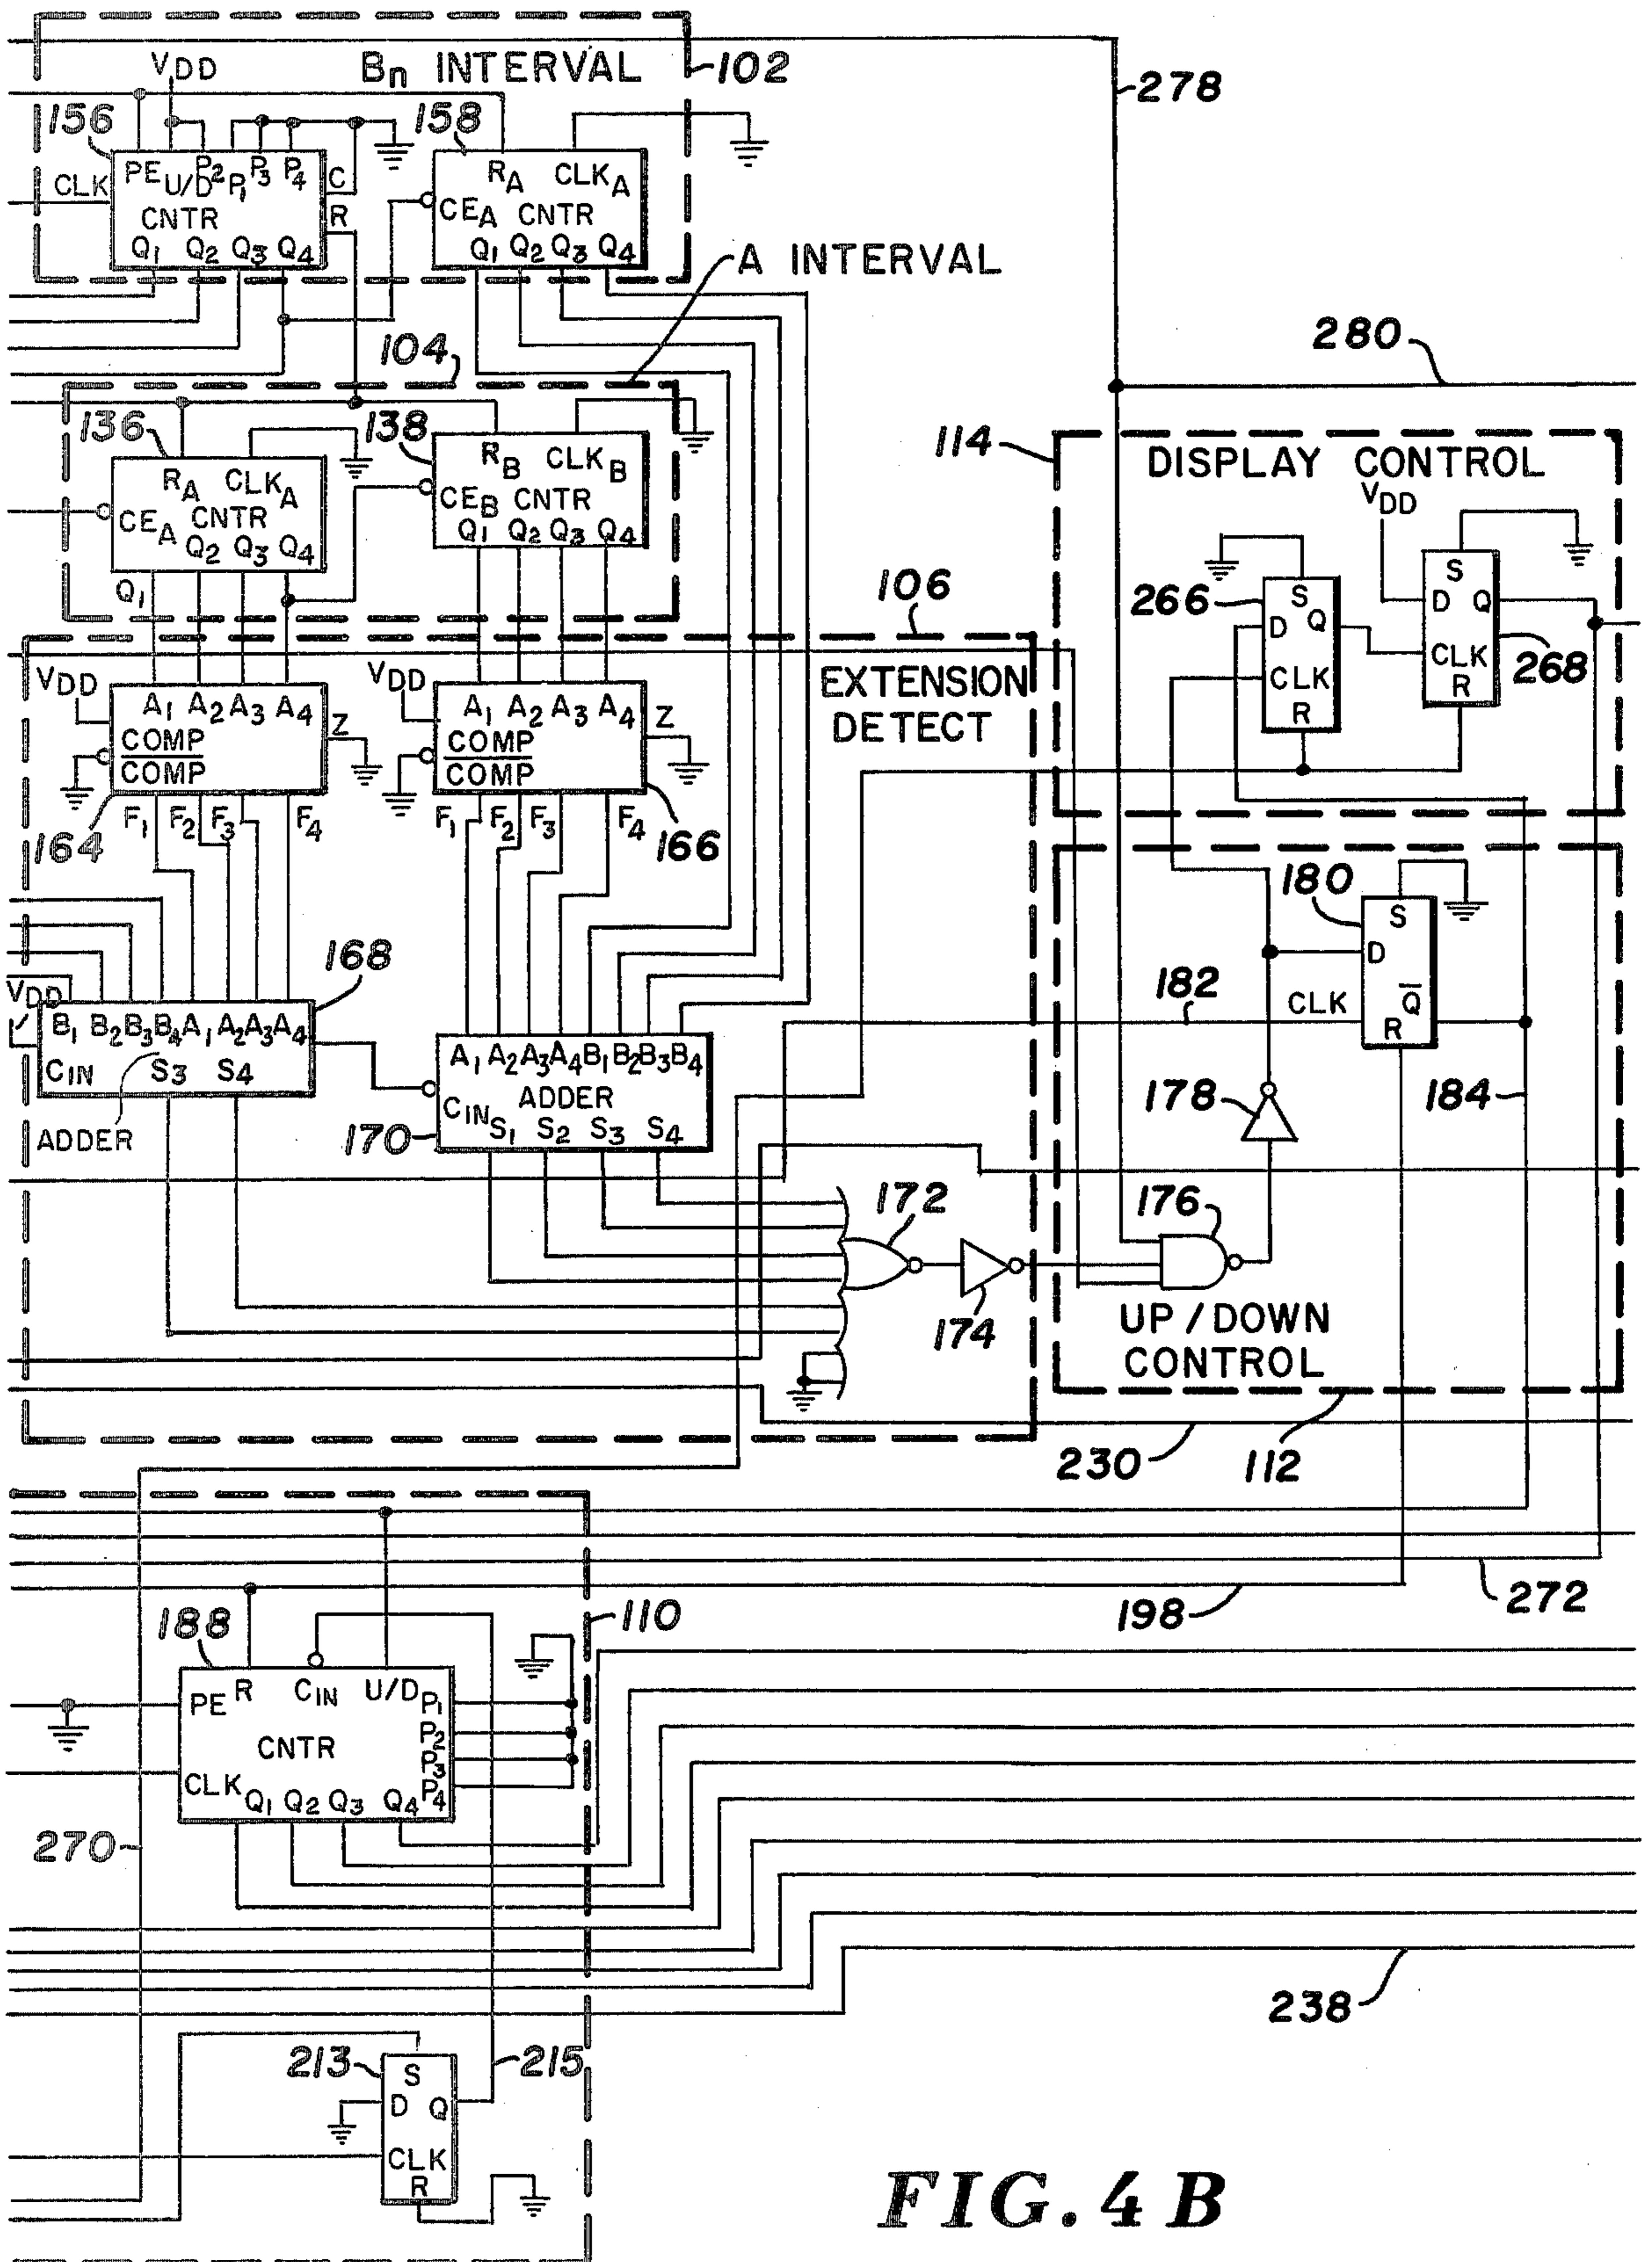 Bn INTERVAL
102
VDD
278
156
158
PE U/D P2 P1 P3 P4 C
CLK
CNTR
R
Q1 Q2 Q3 Q4
RA CLKA
CEA CNTR
Q1 Q2 Q3 Q4
A INTERVAL
280
104
136
138
114
RA CLKA
CEA CNTR
Q2 Q3 Q4
Q1
RB CLKB
CEB CNTR
Q1 Q2 Q3 Q4
DISPLAY CONTROL
VDD
106
266
S
D Q
CLK
R
S
D Q
CLK
R
268
EXTENSION
DETECT
VDD
A1 A2 A3 A4
Z
COMP
COMP
F1 F2 F3 F4
164
VDD
A1 A2 A3 A4
Z
COMP
COMP
F1 F2 F3 F4
166
180
S
D
CLK
Q
R
182
168
VDD
B1 B2 B3 B4 A1 A2 A3 A4
CIN S3 S4
ADDER
A1 A2 A3 A4 B1 B2 B3 B4
ADDER
CIN S1 S2 S3 S4
170
178
184
172
176
174
UP / DOWN
CONTROL
230
112
198
272
110
188
PE R CIN U/D P1
P2
CNTR
P3
CLK
P4
Q1 Q2 Q3 Q4
270
238
213
215
S
D Q
CLK
R
FIG. 4 B